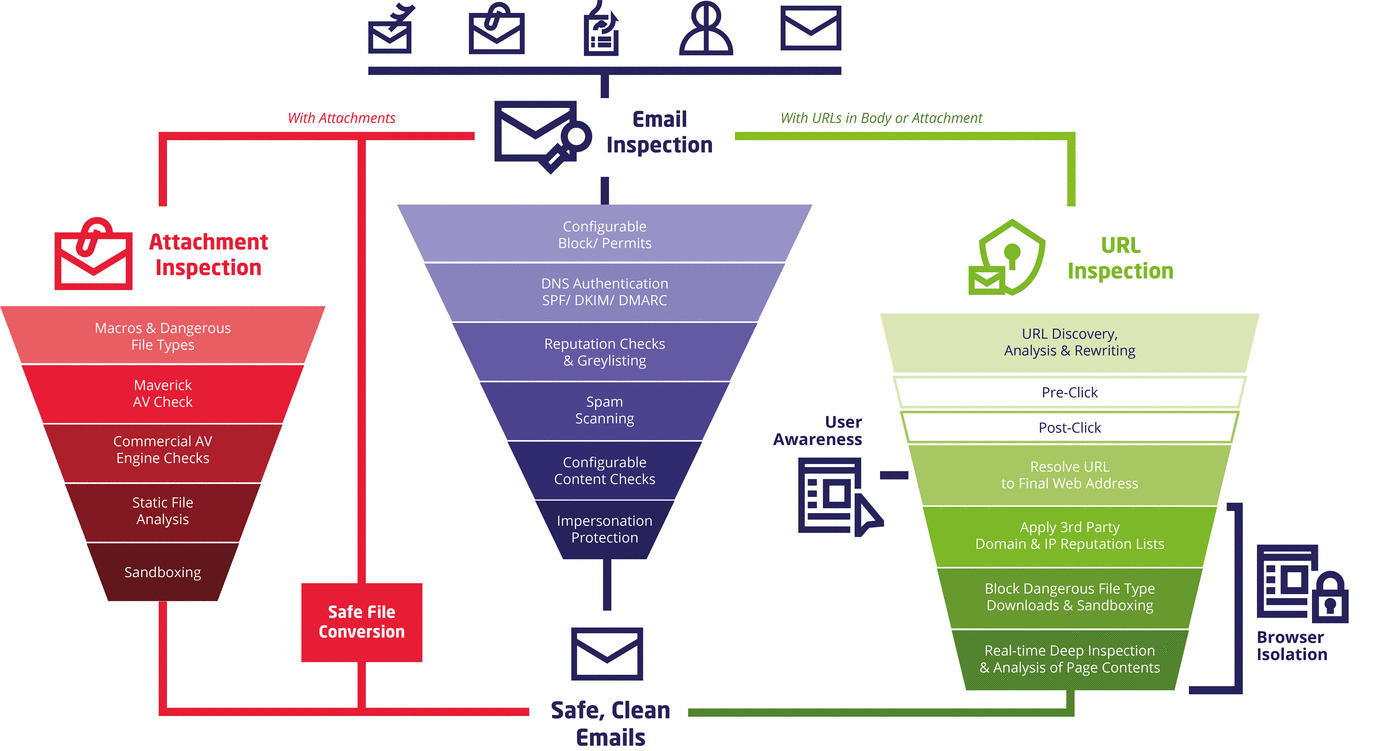 With Attachments
Email
Inspection
With URLs in Body or Attachment
Attachment
Inspection
Macros & Dangerous
File Types
Maverick
AV Check
Commercial AV
Engine Checks
Static File
Analysis
Sandboxing
Safe File
Conversion
Configurable
Block/ Permits
DNS Authentication
SPF/ DKIM/ DMARC
Reputation Checks
& Greylisting
Spam
Scanning
Configurable
Content Checks
Impersonation
Protection
Safe, Clean
Emails
URL
Inspection
URL Discovery,
Analysis & Rewriting
Pre-Click
Post-Click
User
Awareness
Resolve URL
to Final Web Address
Apply 3rd Party
Domain & IP Reputation Lists
Block Dangerous File Type
Downloads & Sandboxing
Real-time Deep Inspection
& Analysis of Page Contents
Browser
Isolation